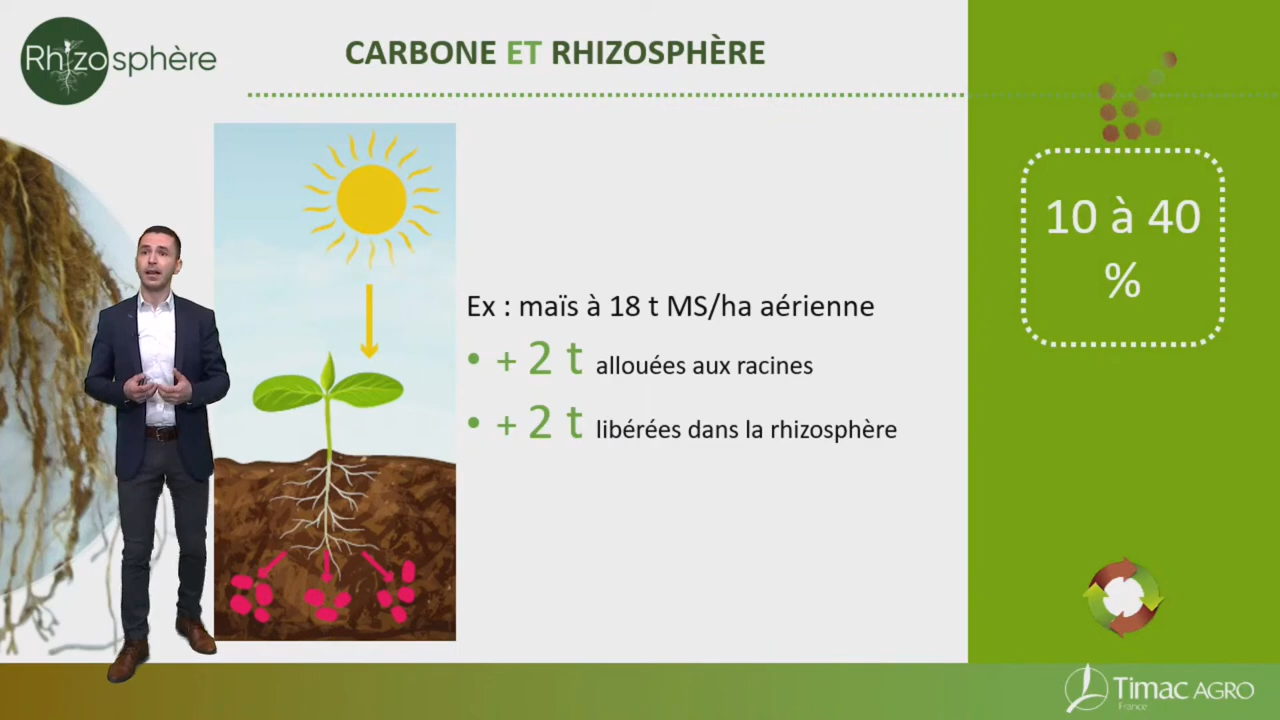 Rhizosphère
CARBONE ET RHIZOSPHÈRE
Ex : maïs à 18 t MS/ha aérienne
• + 2 t allouées aux racines
• + 2 t libérées dans la rhizosphère
10 à 40
%
Timac AGRO
France